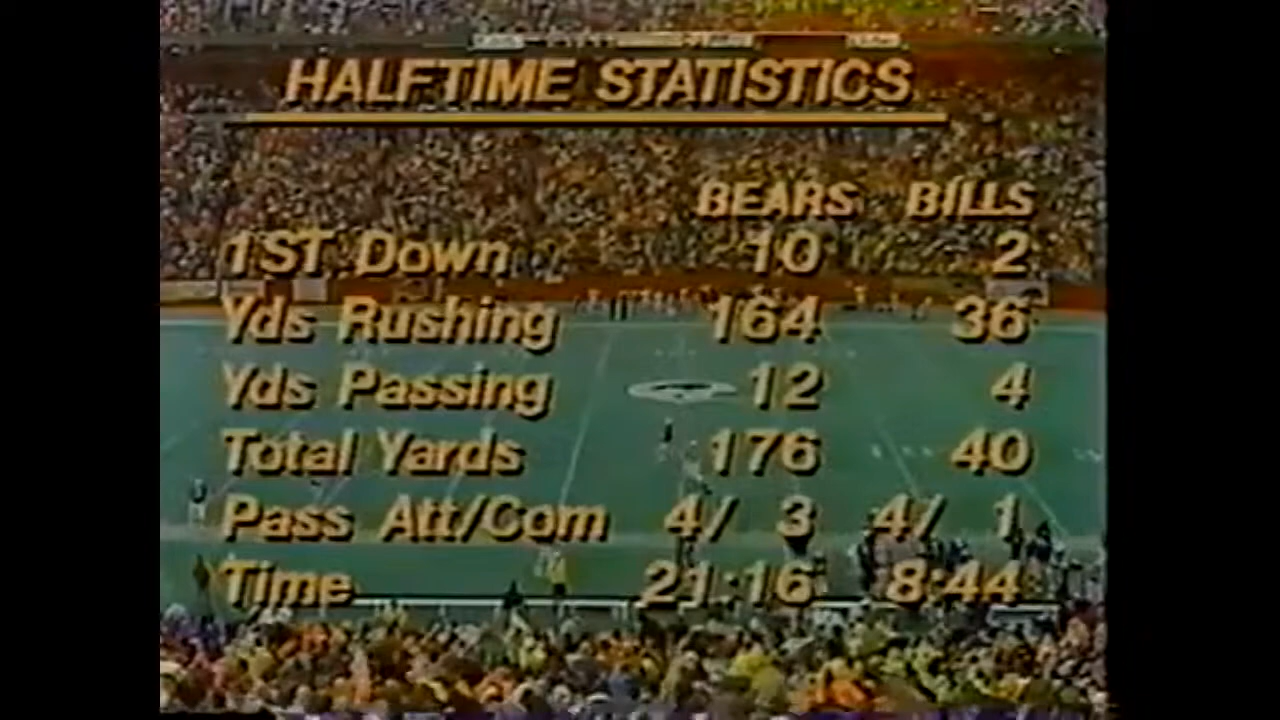 HALFTIME STATISTICS
BEARS BILLS
1ST Down 10 2
Yds Rushing 164 36
Yds Passing 12 4
Total Yards 176 40
Pass Att/Com 4/ 3 4/ 1
Time 21:16 8:44